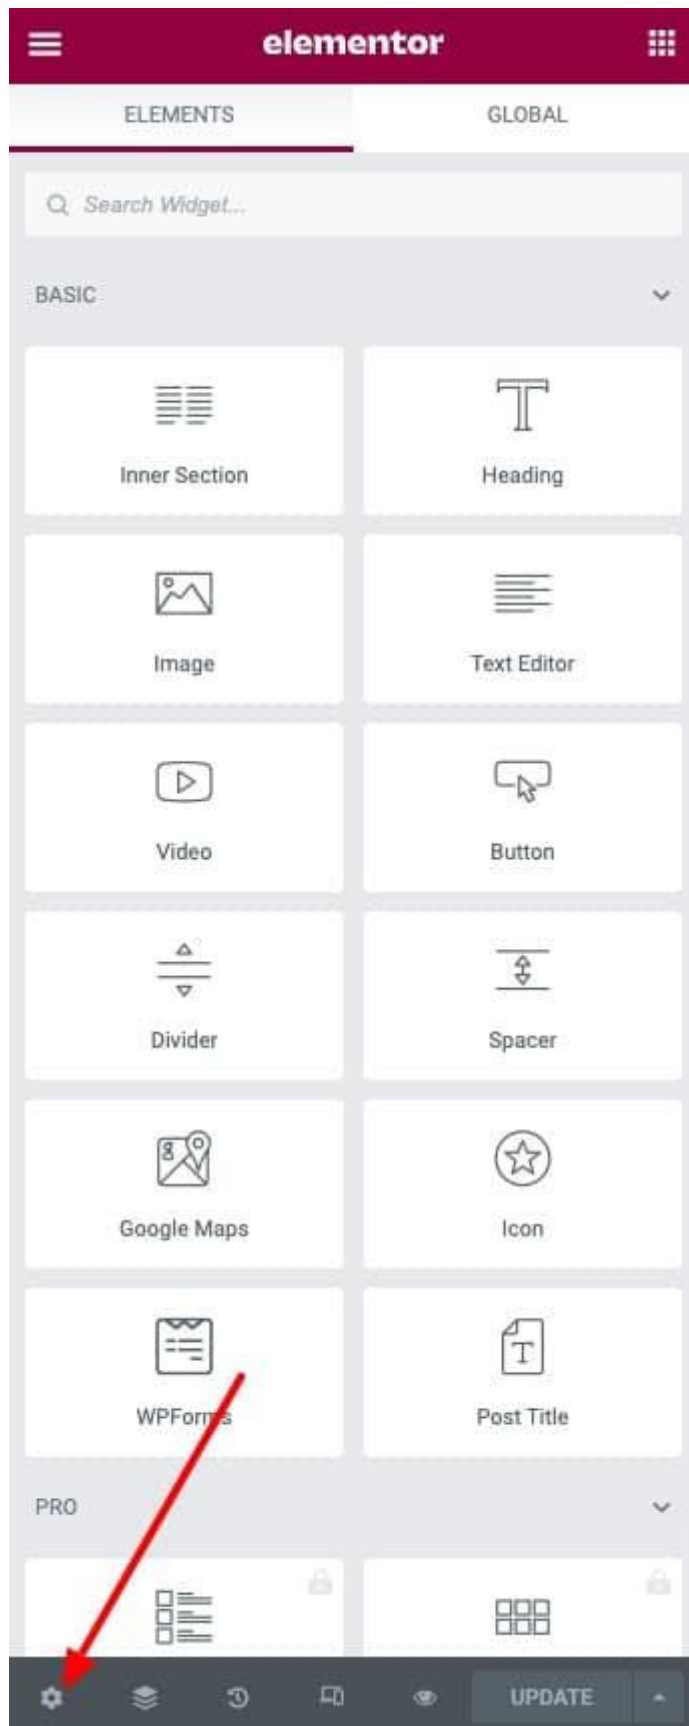 elementor
ELEMENTS GLOBAL
Search Widget...
BASIC
Inner Section Heading
Image Text Editor
Video Button
Divider Spacer
Google Maps Icon
WPForms Post Title
PRO
UPDATE